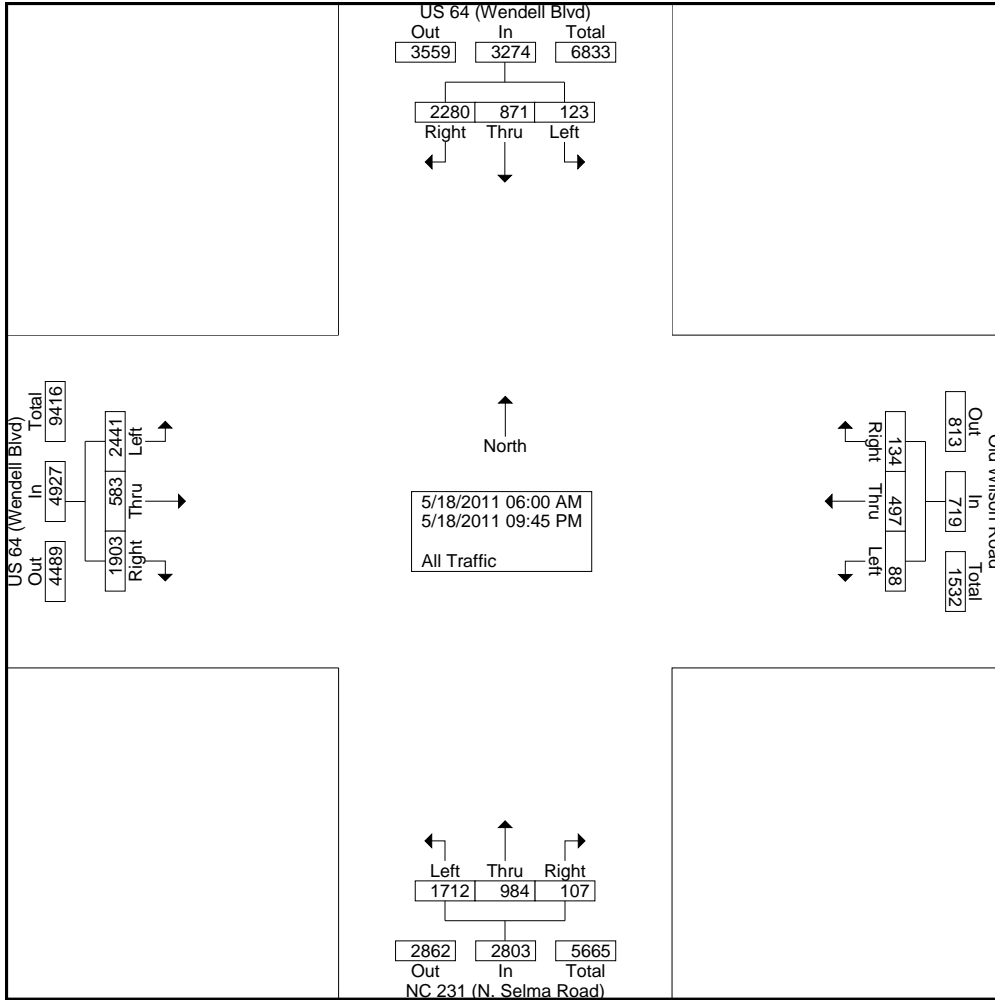 US 64 (Wendell Blvd)
Out In Total
3559 3274 6833
2280 871 123
Right Thru Left
US 64 (Wendell Blvd)
Total In Out
9416 4927 4489
2441 583 1903
Left Thru Right
North
5/18/2011 06:00 AM
5/18/2011 09:45 PM
All Traffic
Right Thru Left
134 497 88
Out In Total
813 719 1532
Old Wilson Road
Left Thru Right
1712 984 107
2862 2803 5665
Out In Total
NC 231 (N. Selma Road)